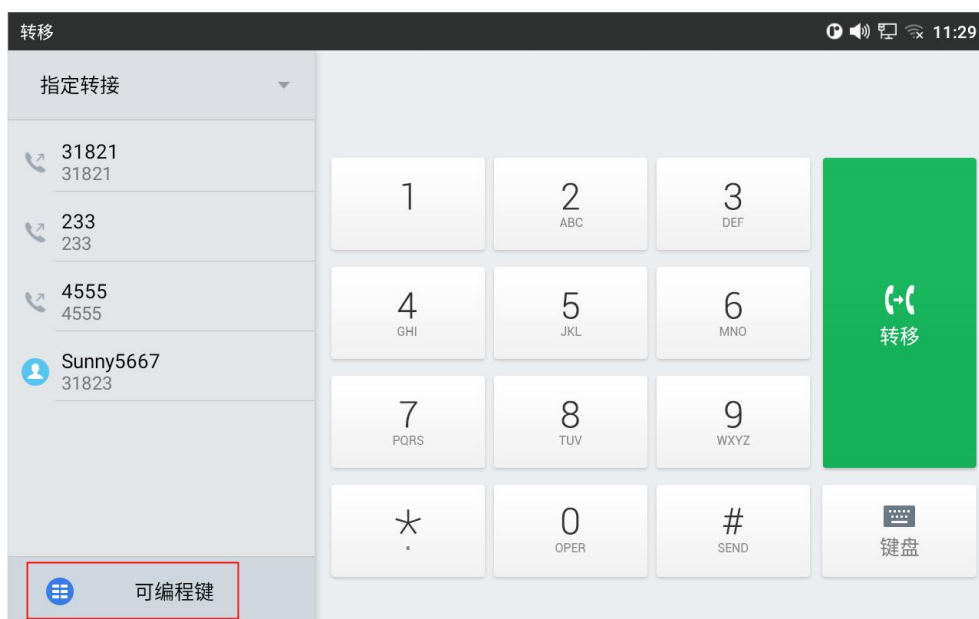 转移
11:29
指定转接
31821
31821
233
233
4555
4555
Sunny5667
31823
可编程键
1
2
ABC
3
DEF
4
GHI
5
JKL
6
MNO
7
PQRS
8
TUV
9
WXYZ
*
.
0
OPER
#
SEND
转移
键盘